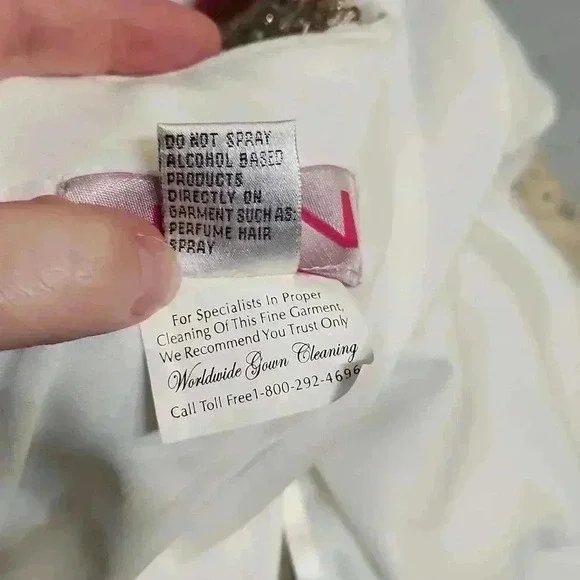 DO NOT SPRAY
ALCOHOL BASED
PRODUCTS
DIRECTLY ON
GARMENT SUCH AS:
PERFUME HAIR
SPRAY
For Specialists In Proper
Cleaning Of This Fine Garment,
We Recommend You Trust Only
Worldwide Gown Cleaning
Call Toll Free1-800-292-4696